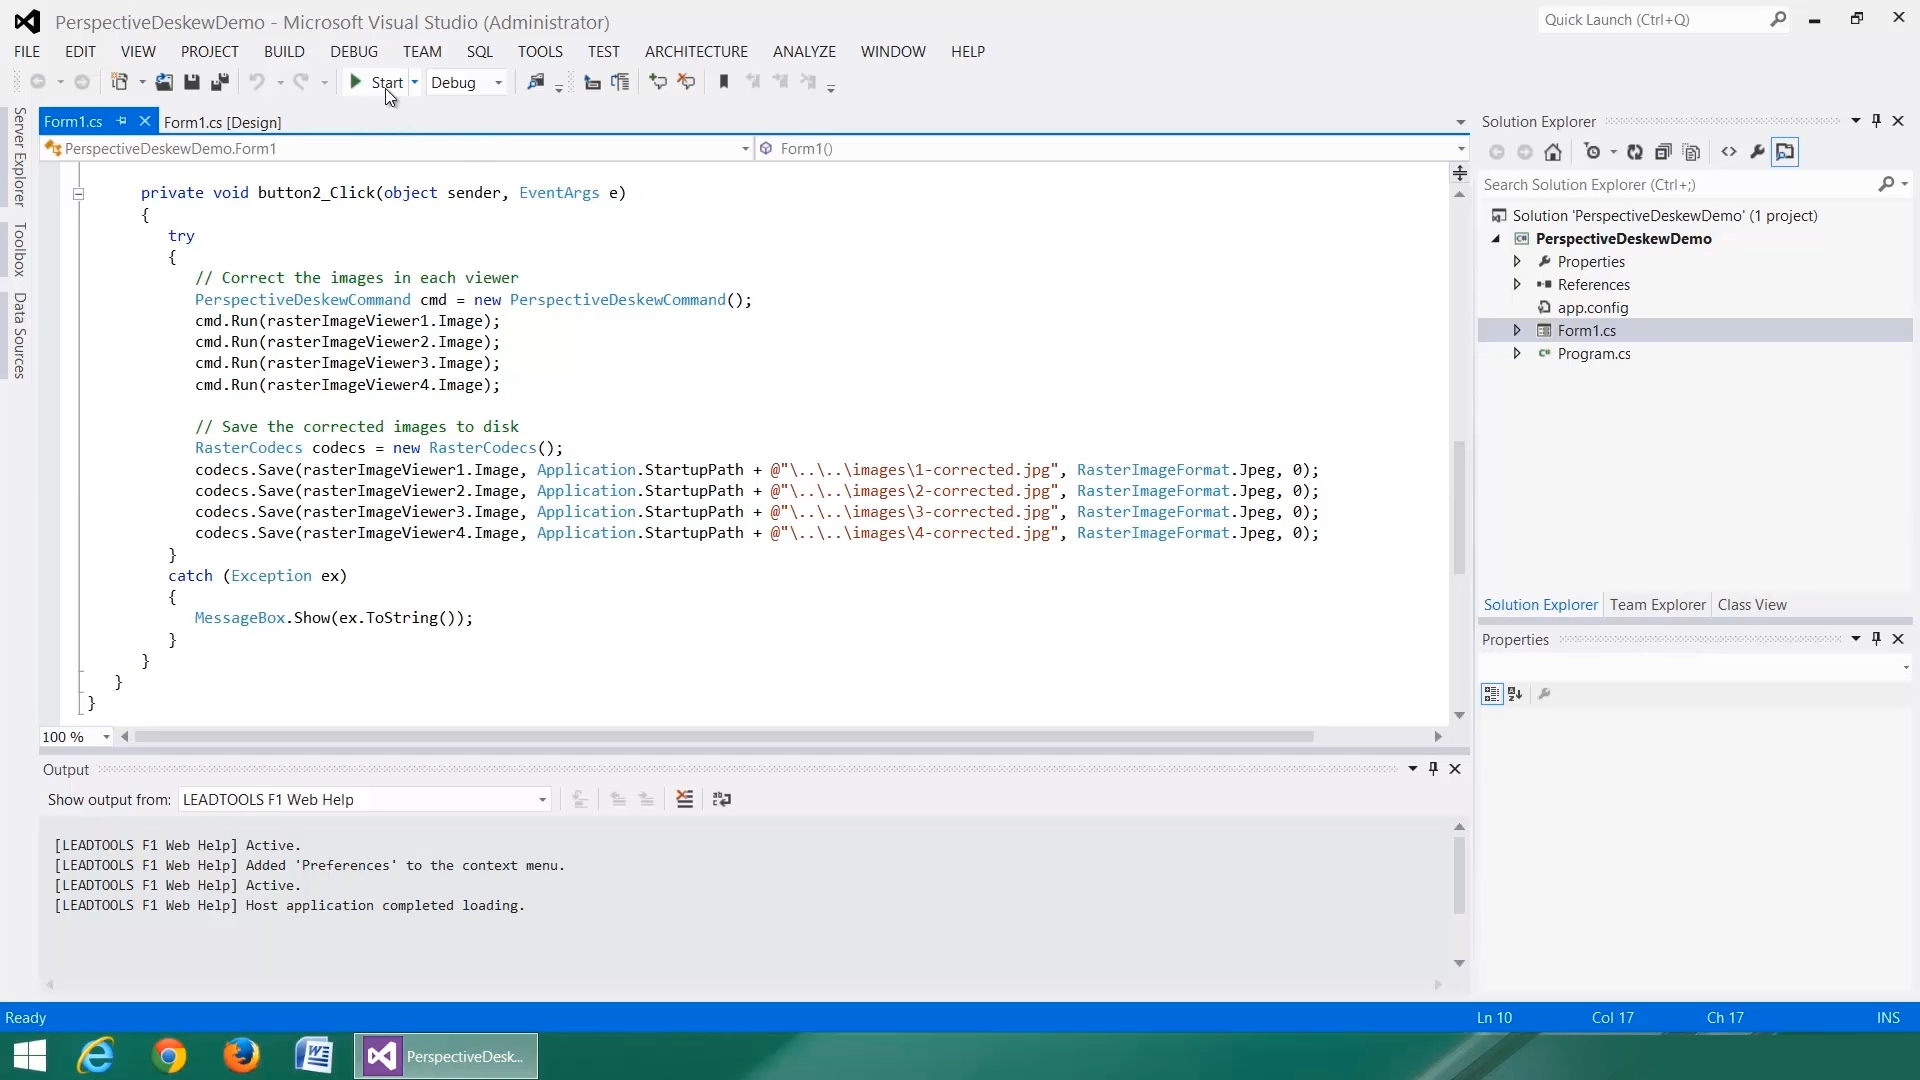 PerspectiveDeskewDemo - Microsoft Visual Studio (Administrator)
Quick Launch (Ctrl+Q)
FILE EDIT VIEW PROJECT BUILD DEBUG TEAM SQL TOOLS TEST ARCHITECTURE ANALYZE WINDOW HELP
Start Debug
Server Explorer
Toolbox
Data Sources
Form1.cs Form1.cs [Design]
PerspectiveDeskewDemo.Form1 Form1()
private void button2_Click(object sender, EventArgs e)
{
try
{
// Correct the images in each viewer
PerspectiveDeskewCommand cmd = new PerspectiveDeskewCommand();
cmd.Run(rasterImageViewer1.Image);
cmd.Run(rasterImageViewer2.Image);
cmd.Run(rasterImageViewer3.Image);
cmd.Run(rasterImageViewer4.Image);
// Save the corrected images to disk
RasterCodecs codecs = new RasterCodecs();
codecs.Save(rasterImageViewer1.Image, Application.StartupPath + @"\..\..\images\1-corrected.jpg", RasterImageFormat.Jpeg, 0);
codecs.Save(rasterImageViewer2.Image, Application.StartupPath + @"\..\..\images\2-corrected.jpg", RasterImageFormat.Jpeg, 0);
codecs.Save(rasterImageViewer3.Image, Application.StartupPath + @"\..\..\images\3-corrected.jpg", RasterImageFormat.Jpeg, 0);
codecs.Save(rasterImageViewer4.Image, Application.StartupPath + @"\..\..\images\4-corrected.jpg", RasterImageFormat.Jpeg, 0);
}
catch (Exception ex)
{
MessageBox.Show(ex.ToString());
}
}
}
}
100 %
Output
Show output from: LEADTOOLS F1 Web Help
[LEADTOOLS F1 Web Help] Active.
[LEADTOOLS F1 Web Help] Added 'Preferences' to the context menu.
[LEADTOOLS F1 Web Help] Active.
[LEADTOOLS F1 Web Help] Host application completed loading.
Solution Explorer
Search Solution Explorer (Ctrl+;)
Solution 'PerspectiveDeskewDemo' (1 project)
PerspectiveDeskewDemo
Properties
References
app.config
Form1.cs
Program.cs
Solution Explorer Team Explorer Class View
Properties
Ready Ln 10 Col 17 Ch 17 INS
PerspectiveDesk...